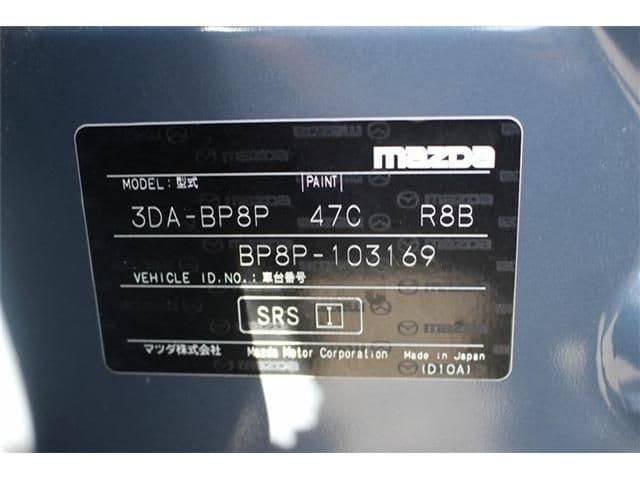 mazda
MODEL: 型式 PAINT
3DA-BP8P 47C R8B
BP8P-103169
VEHICLE ID.NO.: 車台番号
SRS I
マツダ株式会社 Mazda Motor Corporation Made in Japan
(D10A)